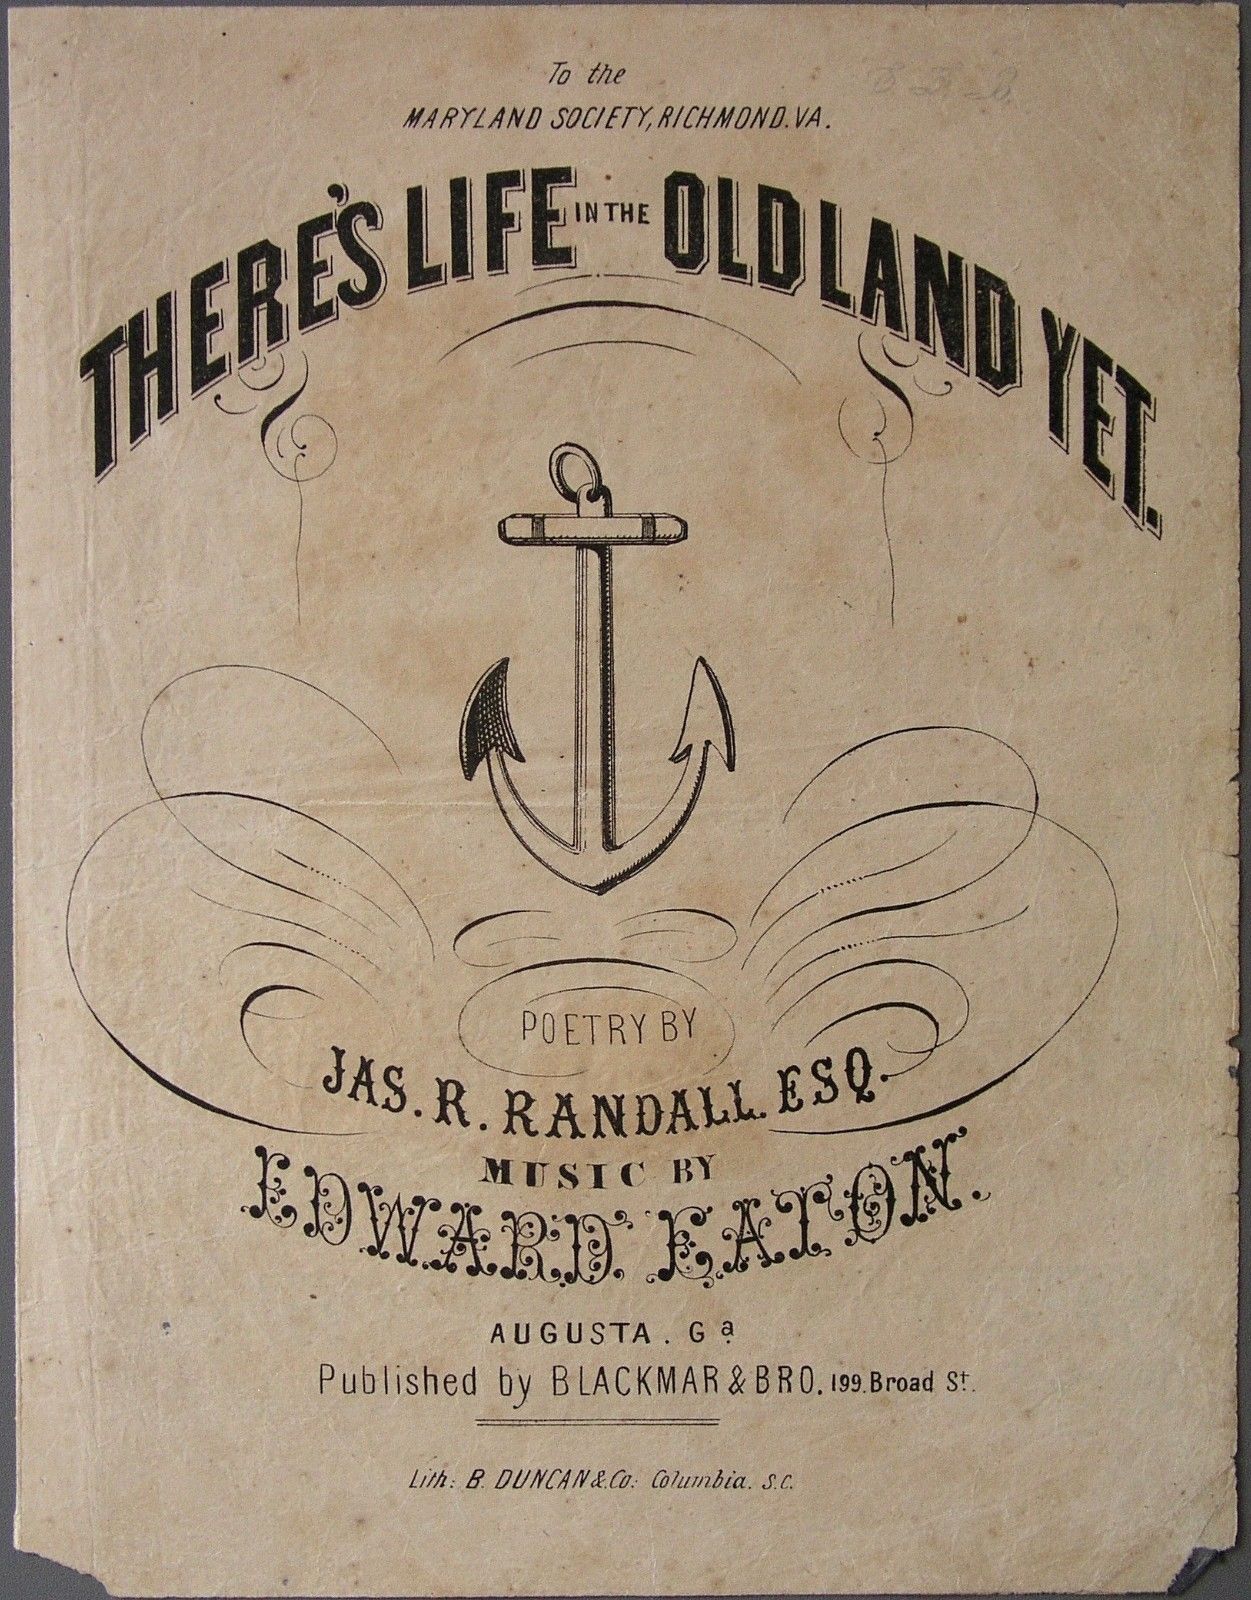 To the
MARYLAND SOCIETY, RICHMOND. VA.
THERE'S LIFE IN THE OLD LAND YET.
POETRY BY
JAS. R. RANDALL. ESQ.
MUSIC BY
EDWARD. EATON.
AUGUSTA. Ga
Published by BLACKMAR & BRO. 199. Broad St.
Lith: B. DUNCAN & Co: Columbia. S.C.